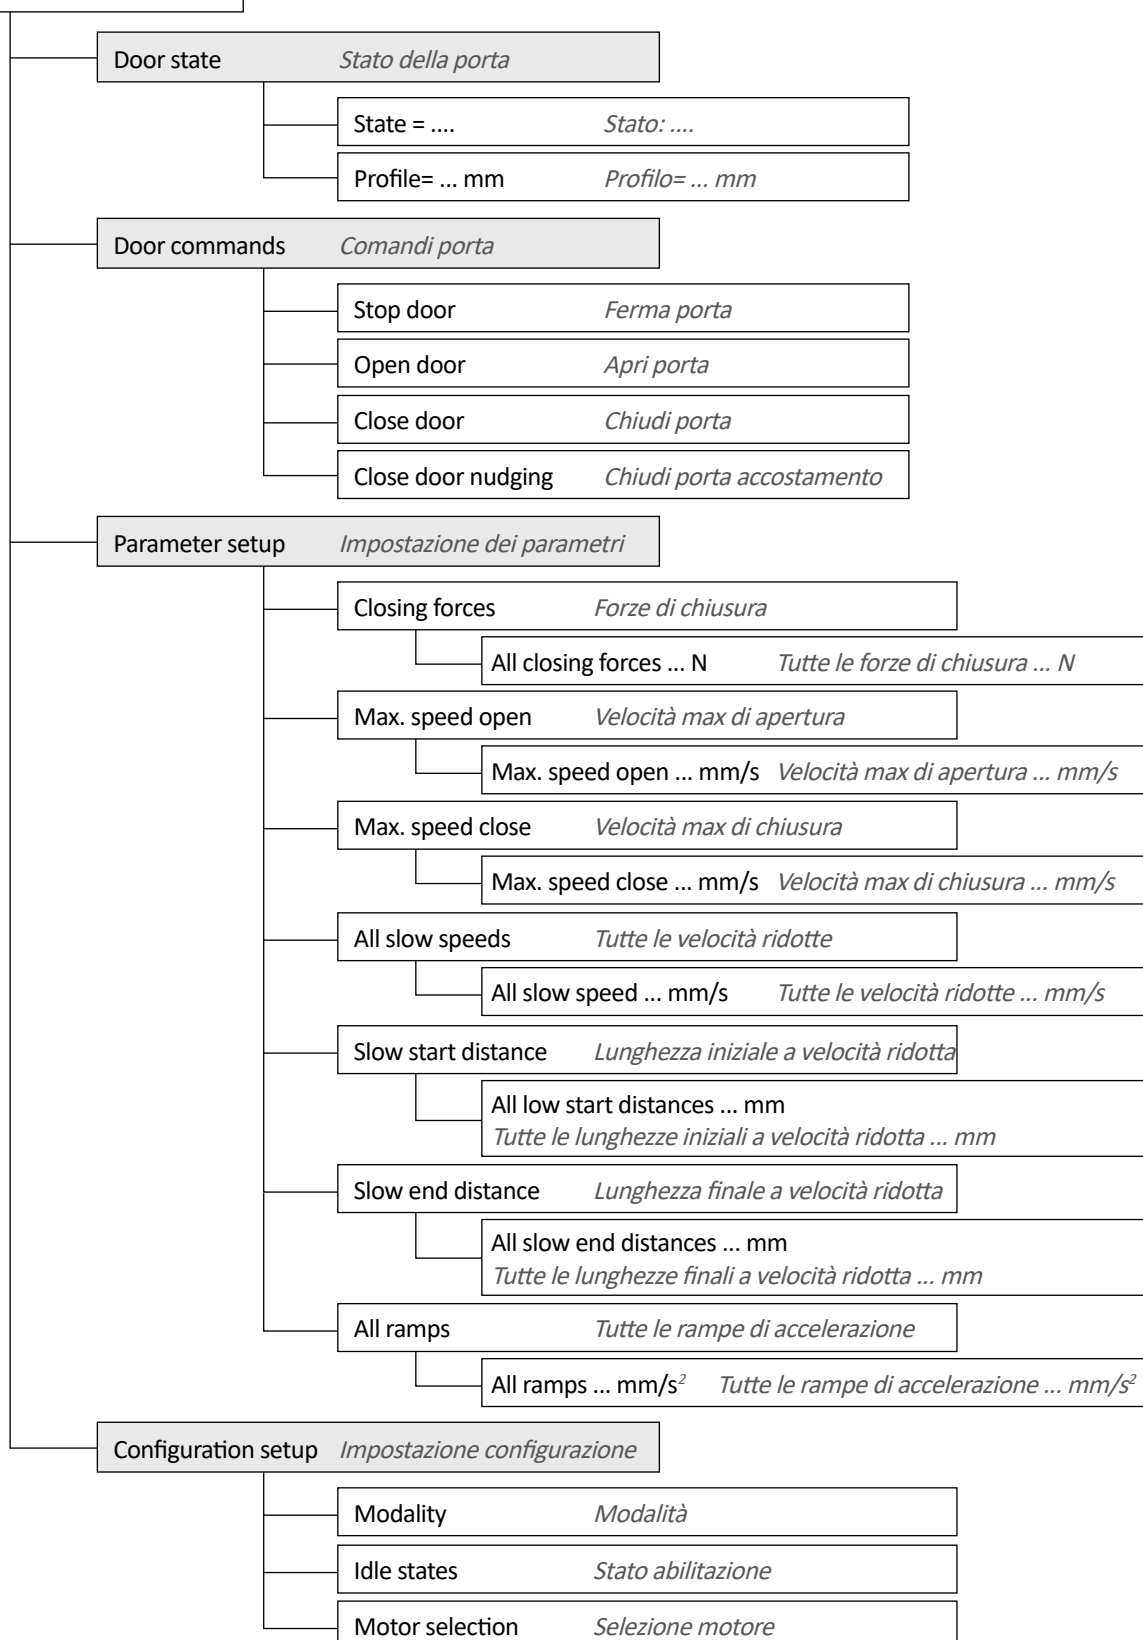 Door state Stato della porta
State = .... Stato: ....
Profile= ... mm Profilo= ... mm
Door commands Comandi porta
Stop door Ferma porta
Open door Apri porta
Close door Chiudi porta
Close door nudging Chiudi porta accostamento
Parameter setup Impostazione dei parametri
Closing forces Forze di chiusura
All closing forces ... N Tutte le forze di chiusura ... N
Max. speed open Velocità max di apertura
Max. speed open ... mm/s Velocità max di apertura ... mm/s
Max. speed close Velocità max di chiusura
Max. speed close ... mm/s Velocità max di chiusura ... mm/s
All slow speeds Tutte le velocità ridotte
All slow speed ... mm/s Tutte le velocità ridotte ... mm/s
Slow start distance Lunghezza iniziale a velocità ridotta
All low start distances ... mm
Tutte le lunghezze iniziali a velocità ridotta ... mm
Slow end distance Lunghezza finale a velocità ridotta
All slow end distances ... mm
Tutte le lunghezze finali a velocità ridotta ... mm
All ramps Tutte le rampe di accelerazione
All ramps ... mm/s² Tutte le rampe di accelerazione ... mm/s²
Configuration setup Impostazione configurazione
Modality Modalità
Idle states Stato abilitazione
Motor selection Selezione motore